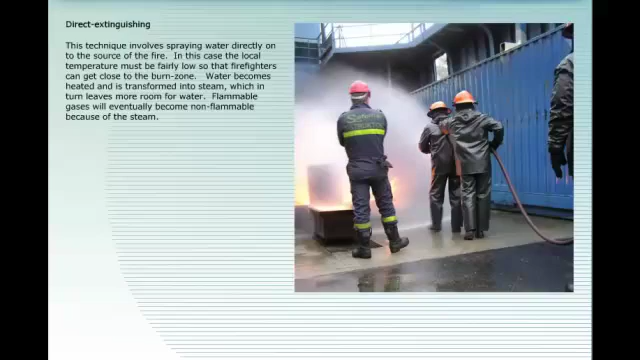 Direct-extinguishing
This technique involves spraying water directly on
to the source of the fire. In this case the local
temperature must be fairly low so that firefighters
can get close to the burn-zone. Water becomes
heated and is transformed into steam, which in
turn leaves more room for water. Flammable
gases will eventually become non-flammable
because of the steam.